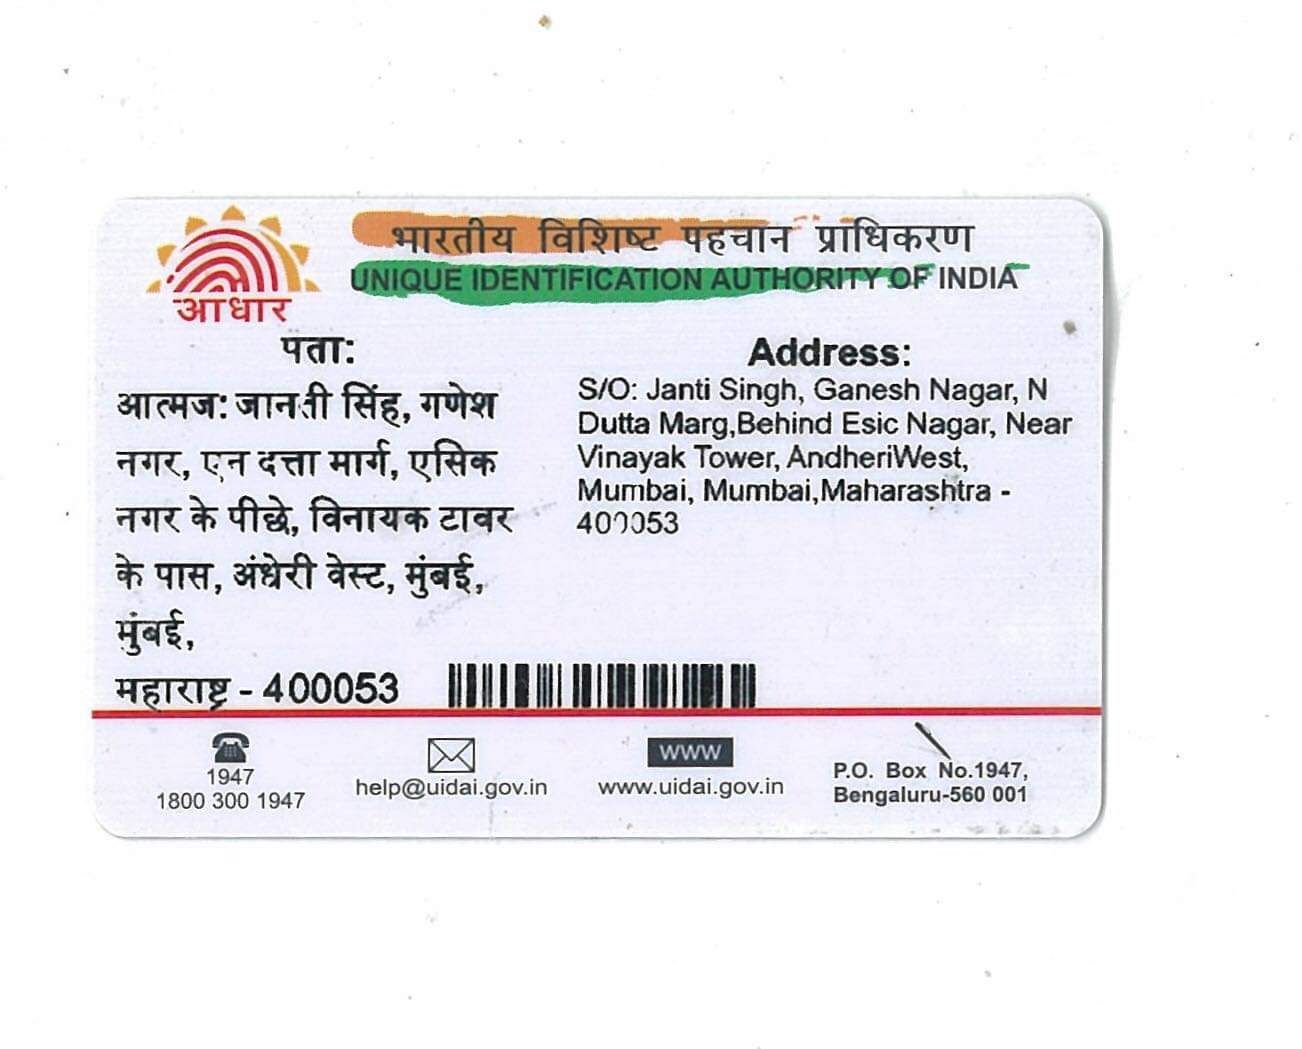 आधार
भारतीय विशिष्ट पहचान प्राधिकरण
UNIQUE IDENTIFICATION AUTHORITY OF INDIA
पता:
आत्मज: जानती सिंह, गणेश
नगर, एन दत्ता मार्ग, एसिक
नगर के पीछे, विनायक टावर
के पास, अंधेरी वेस्ट, मुंबई,
मुंबई,
महाराष्ट्र - 400053
Address:
S/O: Janti Singh, Ganesh Nagar, N
Dutta Marg,Behind Esic Nagar, Near
Vinayak Tower, AndheriWest,
Mumbai, Mumbai,Maharashtra -
400053
1947
1800 300 1947
help@uidai.gov.in
www
www.uidai.gov.in
P.O. Box No.1947,
Bengaluru-560 001